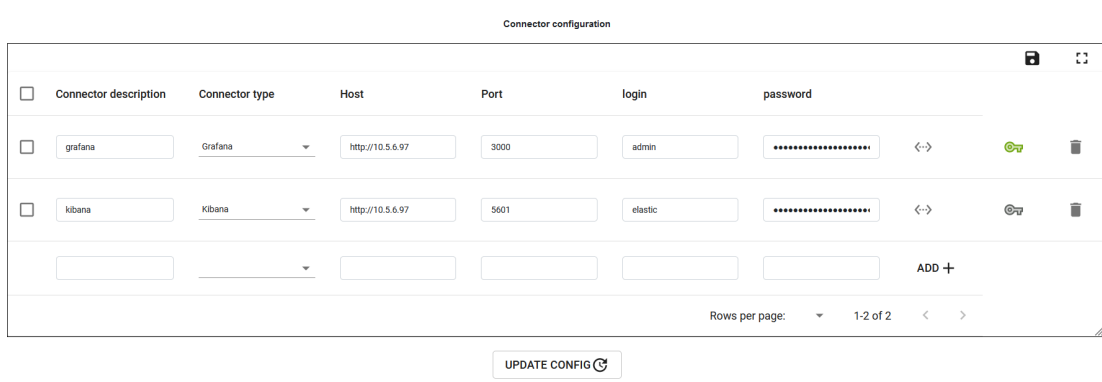 Connector configuration
Connector description Connector type Host Port login password
grafana Grafana http://10.5.6.97 3000 admin ••••••••••••••••••••
kibana Kibana http://10.5.6.97 5601 elastic ••••••••••••••••••••
ADD +
Rows per page: 1-2 of 2
UPDATE CONFIG